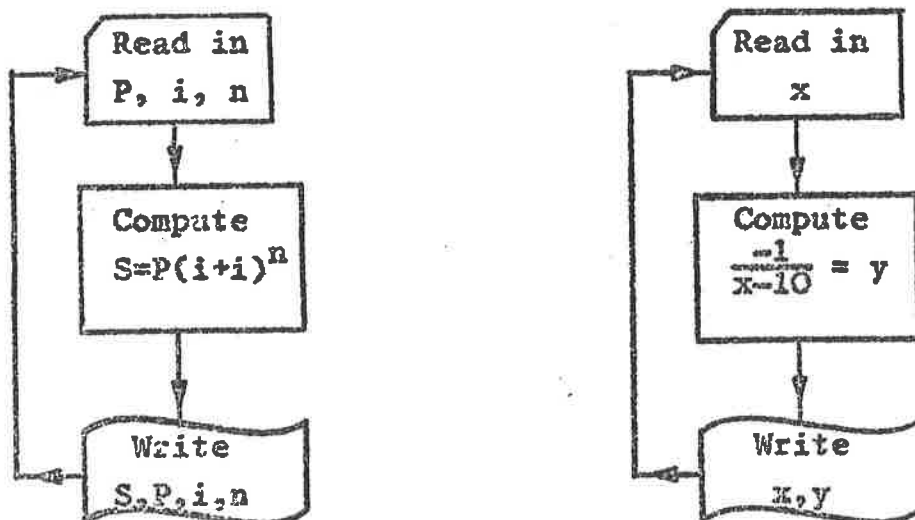 Read in
P, i, n
Compute
S=P(i+i)^n
Write
S,P,i,n
Read in
x
Compute
-1
x-10 = y
Write
x,y